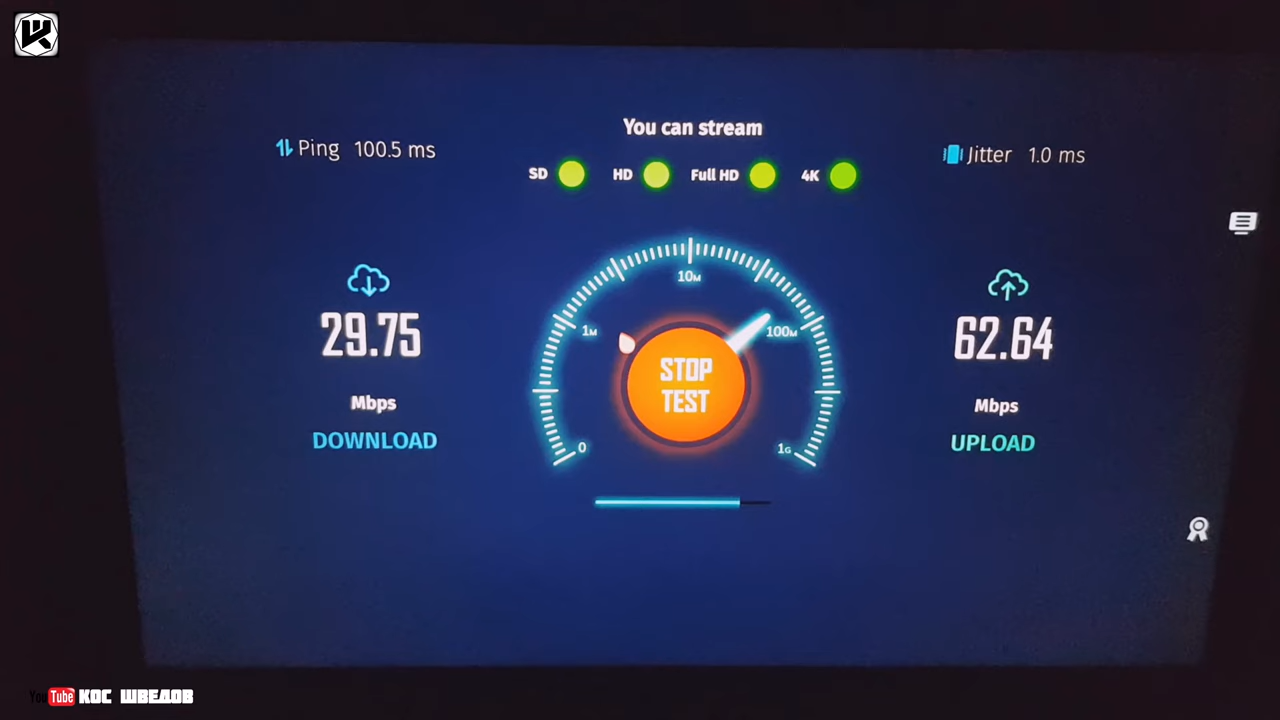 You can stream
Ping 100.5 ms
Jitter 1.0 ms
SD HD Full HD 4K
10M
1M
100M
29.75
62.64
STOP
TEST
Mbps
Mbps
DOWNLOAD
UPLOAD
0
1G
YouTube КОС ШВЕДОВ